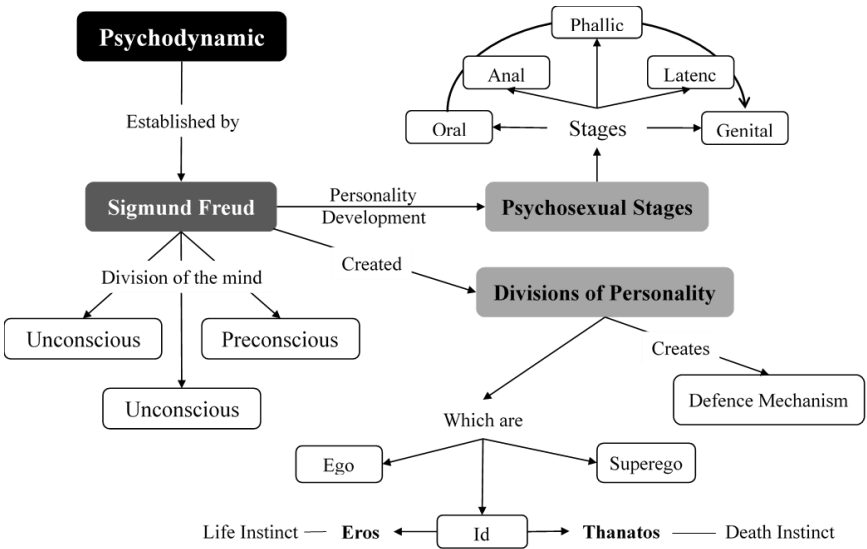 Psychodynamic
Phallic
Anal
Latenc
Established by
Oral
Stages
Genital
Sigmund Freud
Personality
Development
Psychosexual Stages
Created
Division of the mind
Divisions of Personality
Unconscious
Preconscious
Creates
Unconscious
Defence Mechanism
Which are
Ego
Superego
Life Instinct
Eros
Id
Thanatos
Death Instinct